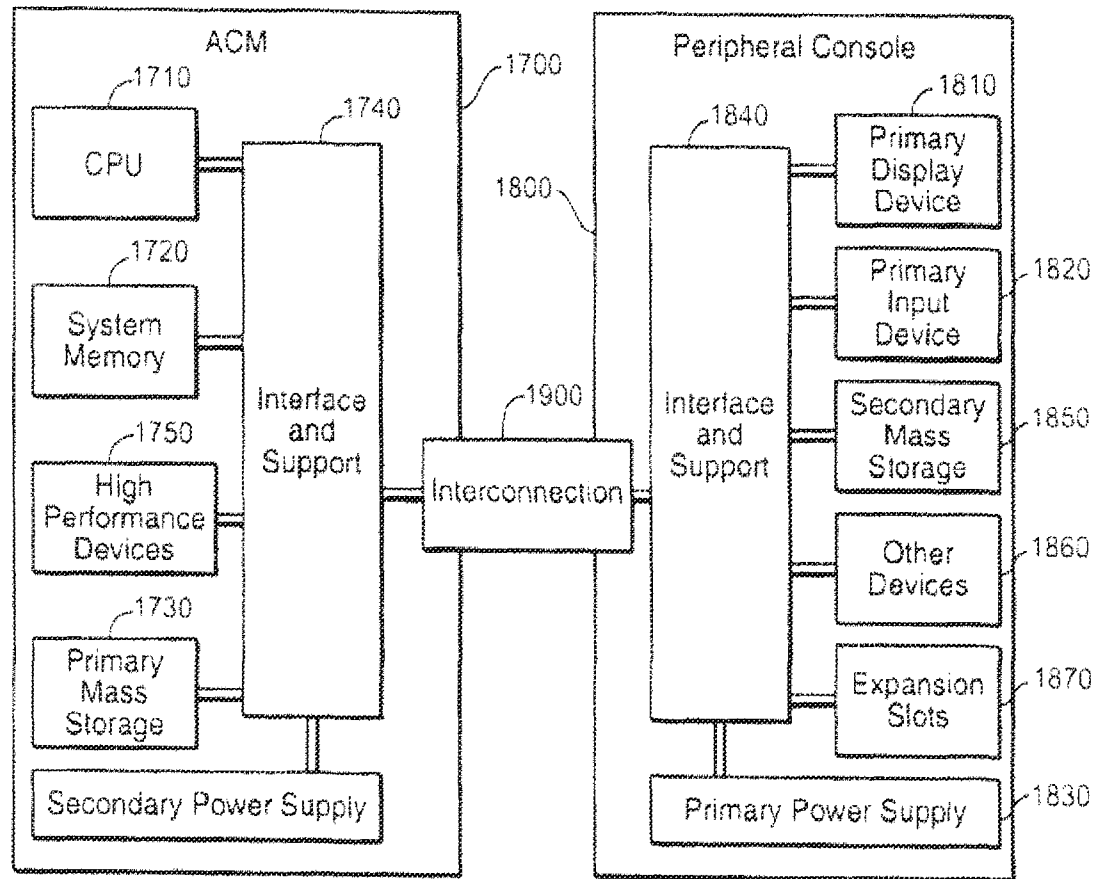 ACM
1700
1710
CPU
1720
System
Memory
1750
High
Performance
Devices
1730
Primary
Mass
Storage
1740
Interface
and
Support
Secondary Power Supply
1900
Interconnection
Peripheral Console
1800
1840
Interface
and
Support
1810
Primary
Display
Device
Primary
Input
Device
1820
Secondary
Mass
Storage
1850
Other
Devices
1860
Expansion
Slots
1870
Primary Power Supply
1830